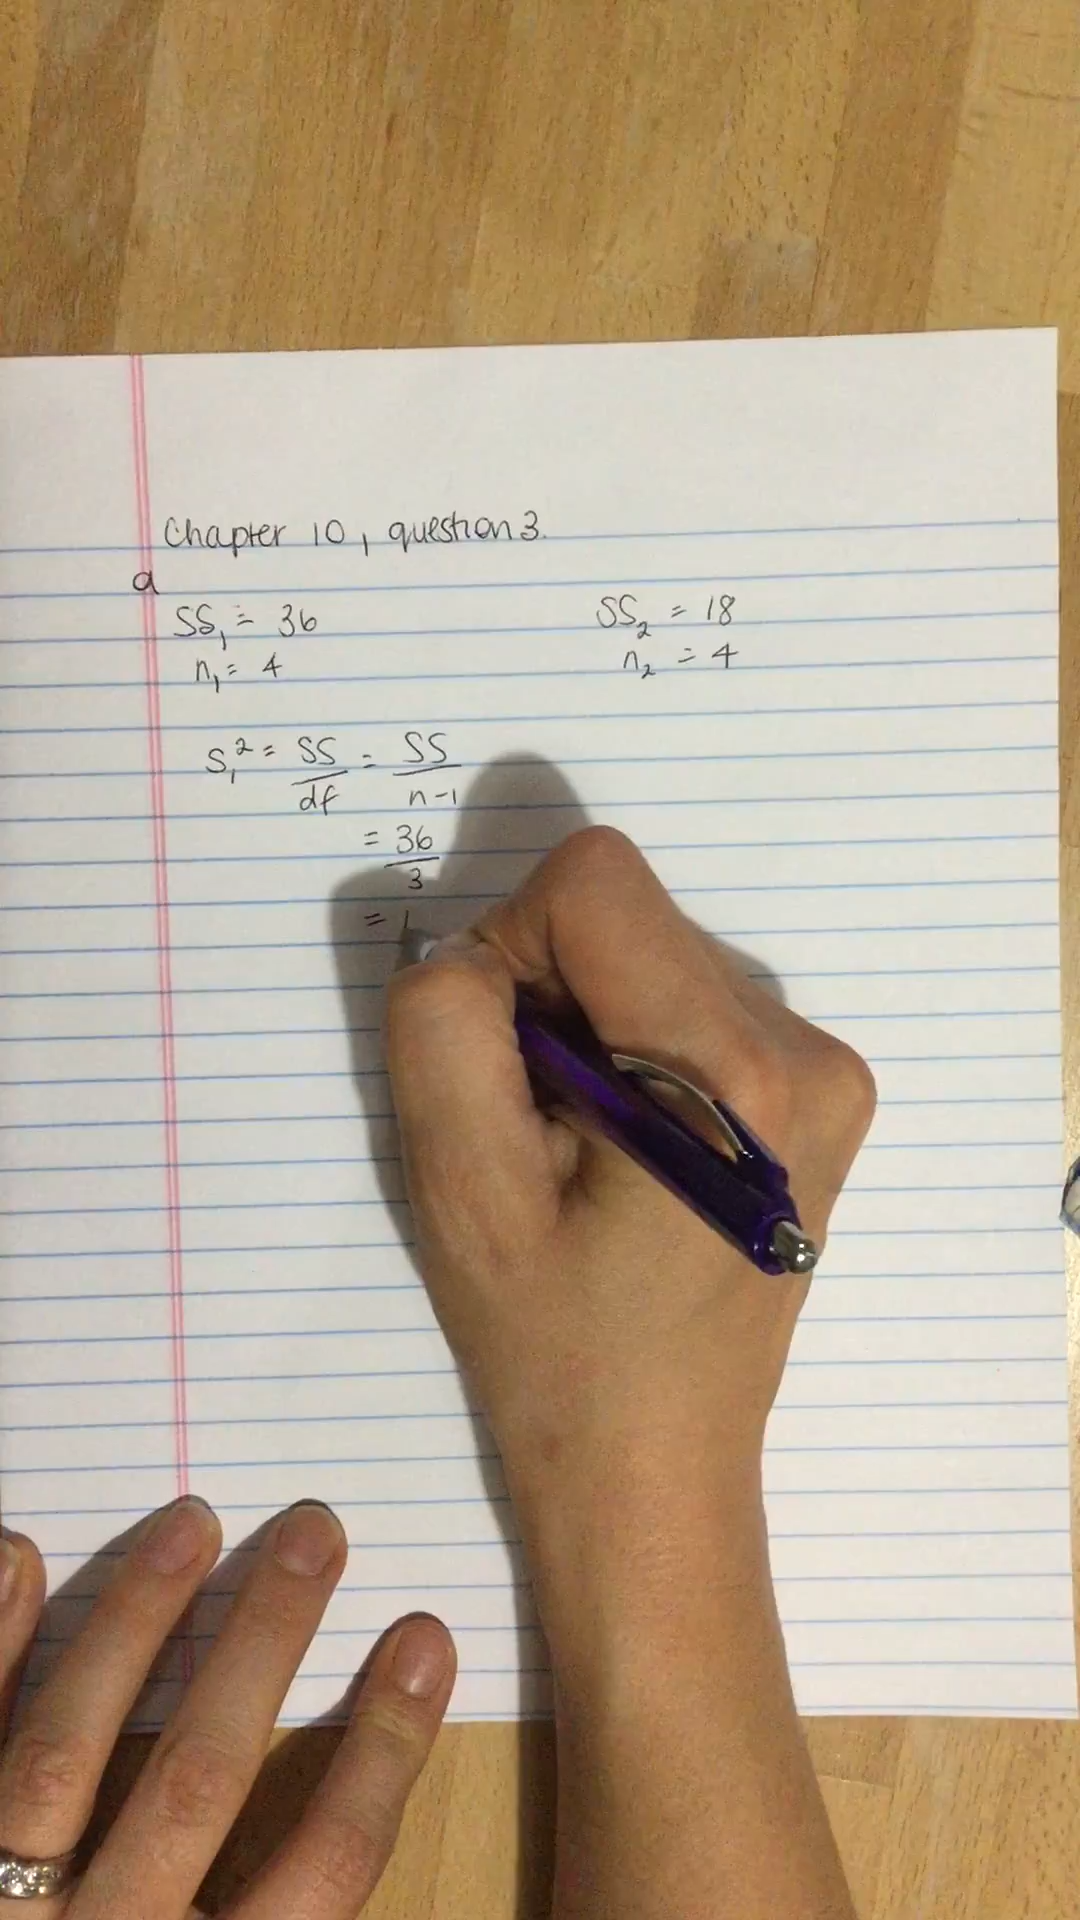 Chapter 10, question 3.
a
SS₁ = 36
n₁ = 4
SS₂ = 18
n₂ = 4
S₁² = SS/df = SS/n-1
= 36/3
= 1